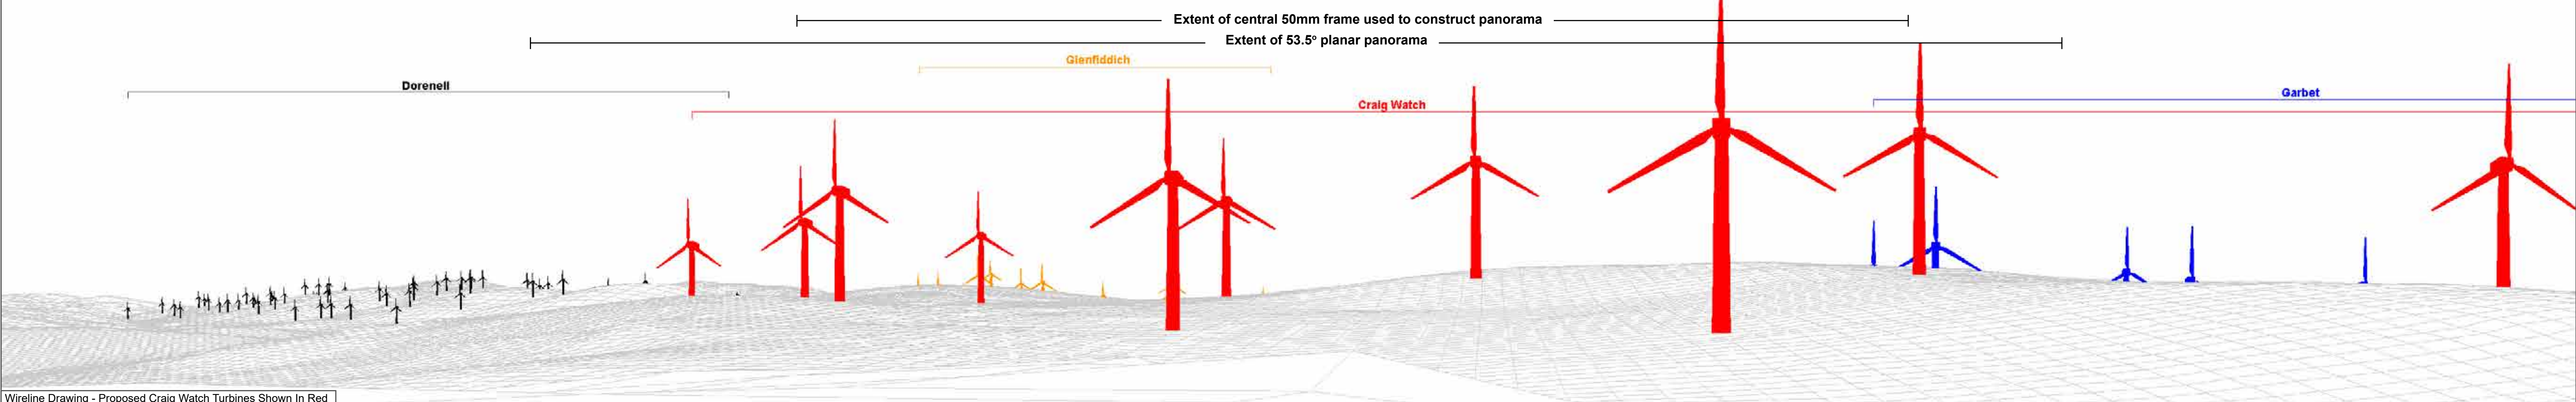 Extent of central 50mm frame used to construct panorama
Extent of 53.5° planar panorama
Glenfiddich
Dorenell
Garbet
Craig Watch
Wireline Drawing - Proposed Craig Watch Turbines Shown In Red